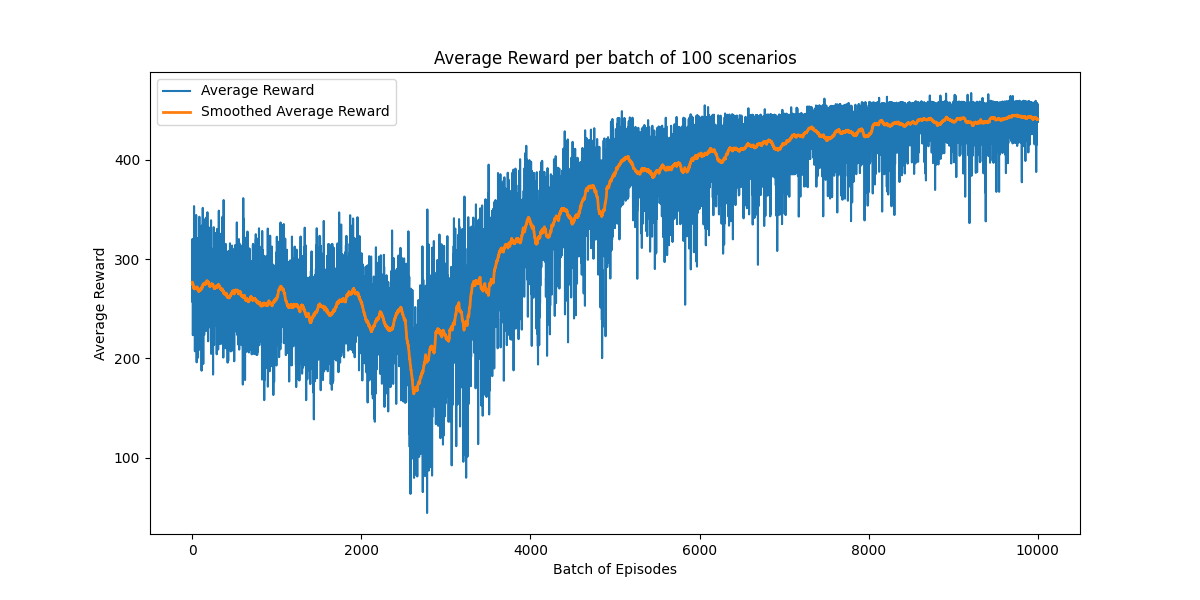 Average Reward per batch of 100 scenarios
Average Reward
Smoothed Average Reward
Average Reward
400
300
200
100
0
2000
4000
6000
8000
10000
Batch of Episodes